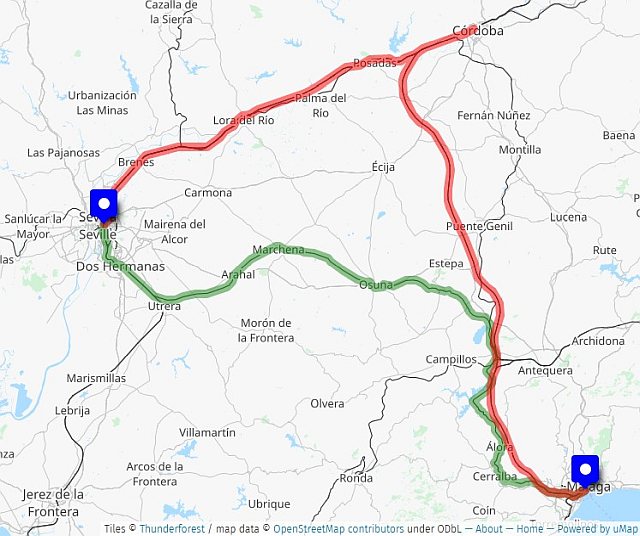 Cazalla de
la Sierra
Córdoba
Posadas
Urbanización
Las Minas
Palma del
Río
Lora del Río
Fernán Núñez
Baena
Montilla
Las Pajanosas
Brenes
Écija
Carmona
Sanlúcar la
Mayor
Sevilla
Seville
Mairena del
Alcor
Lucena
Puente Genil
Rute
Marchena
Dos Hermanas
Arahal
Estepa
Osuna
Utrera
Morón de
la Frontera
Archidona
Campillos
Antequera
Marismillas
Olvera
Lebrija
Villamartín
Álora
Arcos de la
Frontera
Ronda
Cerralba
Málaga
Jerez de la
Frontera
Ubrique
Coin
Tiles © Thunderforest / map data © OpenStreetMap contributors under ODbL — About — Home — Powered by uMap